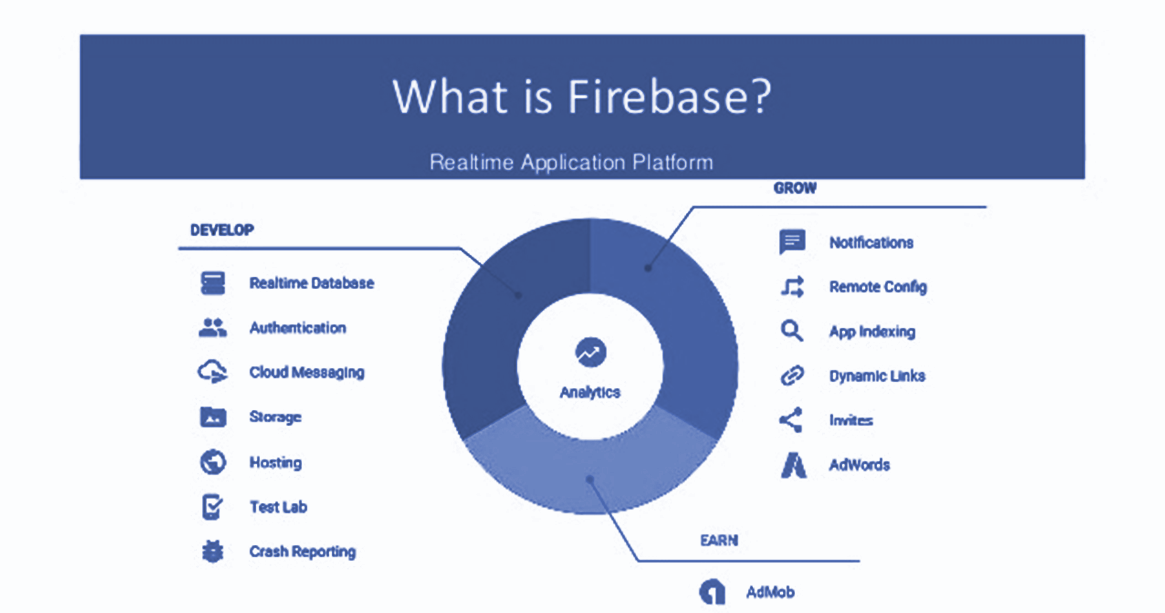 What is Firebase?
Realtime Application Platform
DEVELOP
Realtime Database
Authentication
Cloud Messaging
Storage
Hosting
Test Lab
Crash Reporting
Analytics
GROW
Notifications
Remote Config
App Indexing
Dynamic Links
Invites
AdWords
EARN
AdMob